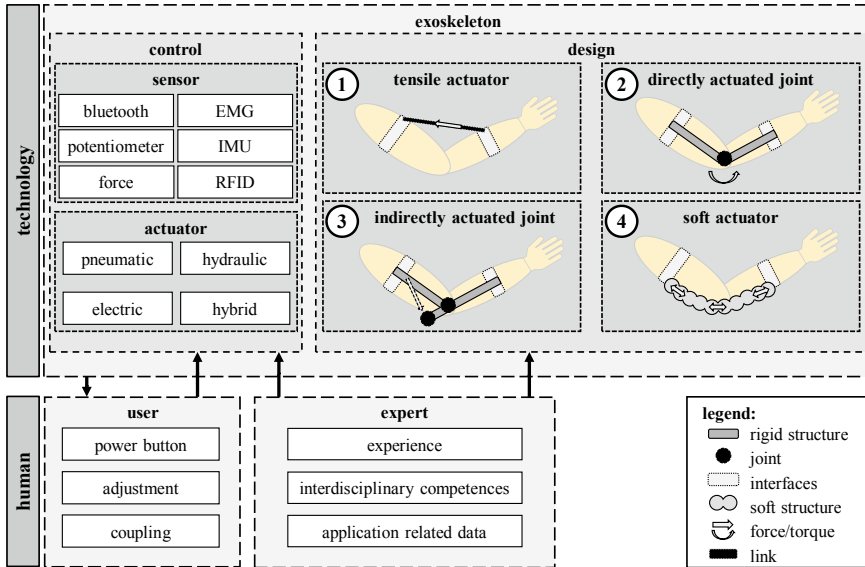 exoskeleton
technology
control
sensor
bluetooth
EMG
potentiometer
IMU
force
RFID
actuator
pneumatic
hydraulic
electric
hybrid
design
1
tensile actuator
2
directly actuated joint
3
indirectly actuated joint
4
soft actuator
human
user
power button
adjustment
coupling
expert
experience
interdisciplinary competences
application related data
legend:
rigid structure
joint
interfaces
soft structure
force/torque
link